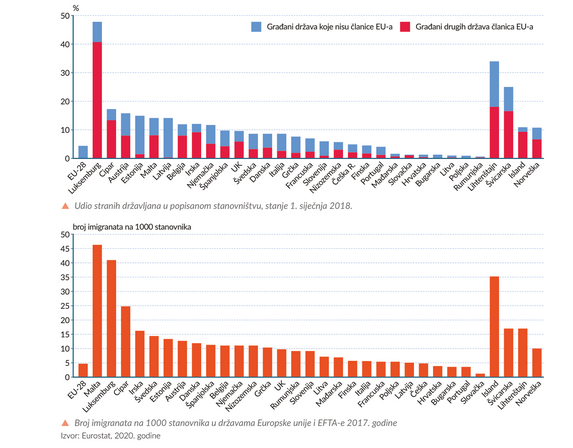 %
50
40
30
20
10
0
Građani država koje nisu članice EU-a
Građani drugih država članica EU-a
EU-28
Luksemburg
Cipar
Austrija
Estonija
Malta
Latvija
Belgija
Irska
Njemačka
Španjolska
UK
Švedska
Danska
Italija
Grčka
Francuska
Slovenija
Nizozemska
Češka R.
Finska
Portugal
Mađarska
Slovačka
Hrvatska
Bugarska
Litva
Poljska
Rumunjska
Lihtenštajn
Švicarska
Island
Norveška
Udio stranih državljana u popisanom stanovništvu, stanje 1. siječnja 2018.
broj imigranata na 1000 stanovnika
50
45
40
35
30
25
20
15
10
5
0
EU-28
Malta
Luksemburg
Cipar
Irska
Švedska
Estonija
Austrija
Danska
Španjolska
Belgija
Njemačka
Nizozemska
Grčka
UK
Rumunjska
Slovenija
Litva
Mađarska
Finska
Italija
Francuska
Poljska
Latvija
Češka
Hrvatska
Bugarska
Portugal
Slovačka
Island
Švicarska
Lihtenštajn
Norveška
Broj imigranata na 1000 stanovnika u državama Europske unije i EFTA-e 2017. godine
Izvor: Eurostat, 2020. godine